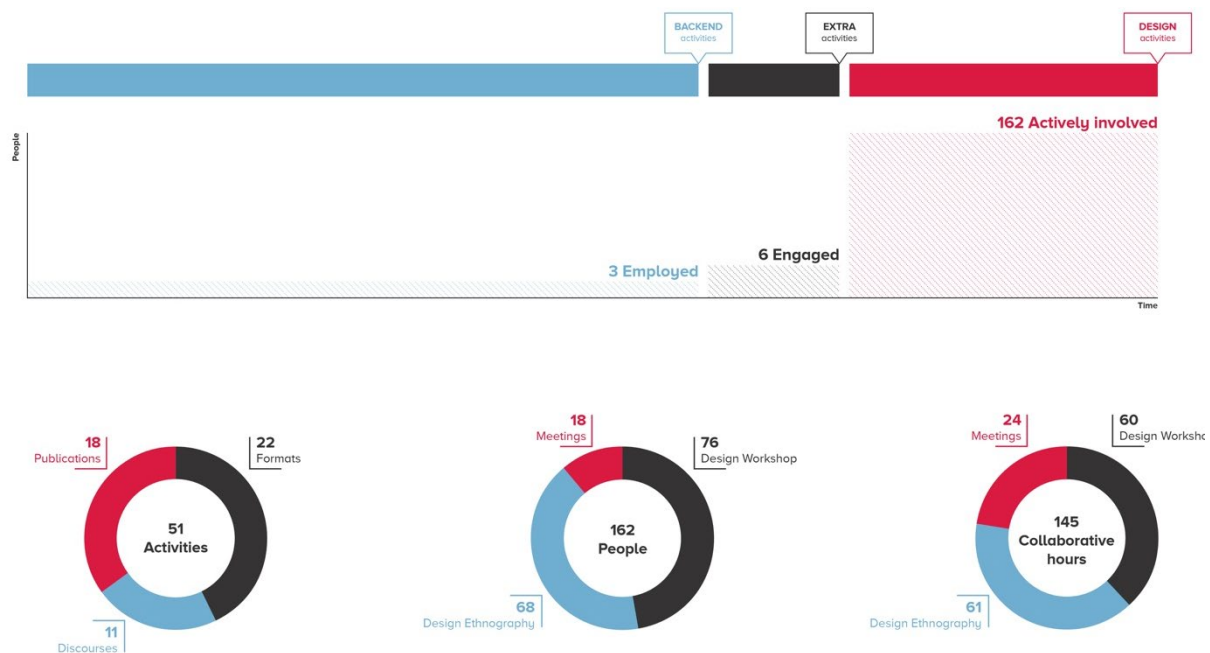 BACKEND
activities
EXTRA
activities
DESIGN
activities
162 Actively involved
People
6 Engaged
3 Employed
Time
18
Publications
22
Formats
51
Activities
11
Discourses
18
Meetings
76
Design Workshop
162
People
68
Design Ethnography
24
Meetings
60
Design Worksho
145
Collaborative
hours
61
Design Ethnography